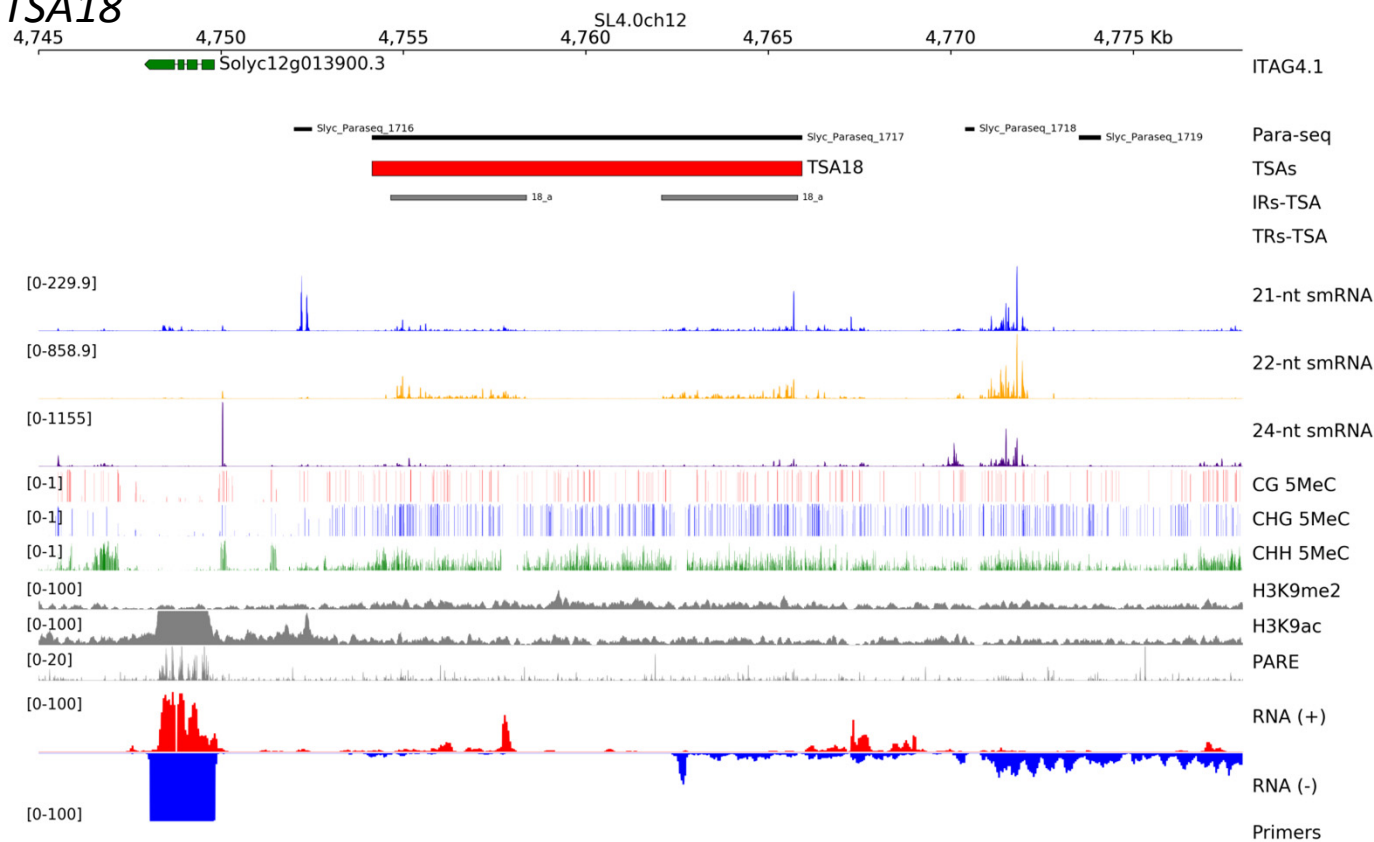 TSA18
SL4.0ch12
4,745 4,750 4,755 4,760 4,765 4,770 4,775 Kb
Solyc12g013900.3 ITAG4.1
Slyc_Paraseq_1716 Slyc_Paraseq_1717 Slyc_Paraseq_1718 Slyc_Paraseq_1719 Para-seq
TSA18 TSAs
18_a 18_a IRs-TSA
TRs-TSA
[0-229.9] 21-nt smRNA
[0-858.9] 22-nt smRNA
[0-1155] 24-nt smRNA
[0-1] CG 5MeC
[0-1] CHG 5MeC
[0-1] CHH 5MeC
[0-100] H3K9me2
[0-100] H3K9ac
[0-20] PARE
[0-100] RNA (+)
RNA (-)
[0-100]
Primers